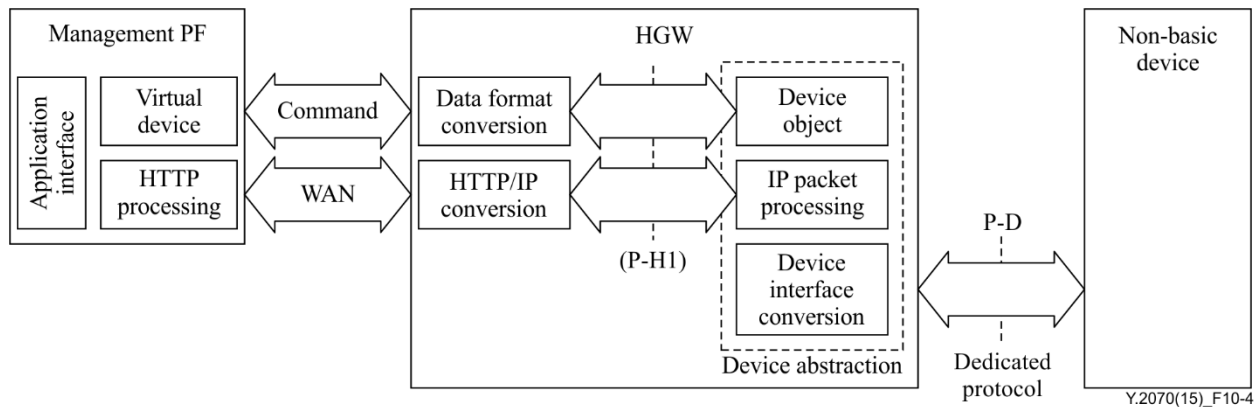 Management PF
Application
interface
Virtual
device
HTTP
processing
Command
WAN
HGW
Data format
conversion
HTTP/IP
conversion
(P-H1)
Device
object
IP packet
processing
Device
interface
conversion
Device abstraction
P-D
Dedicated
protocol
Non-basic
device
Y.2070(15)_F10-4